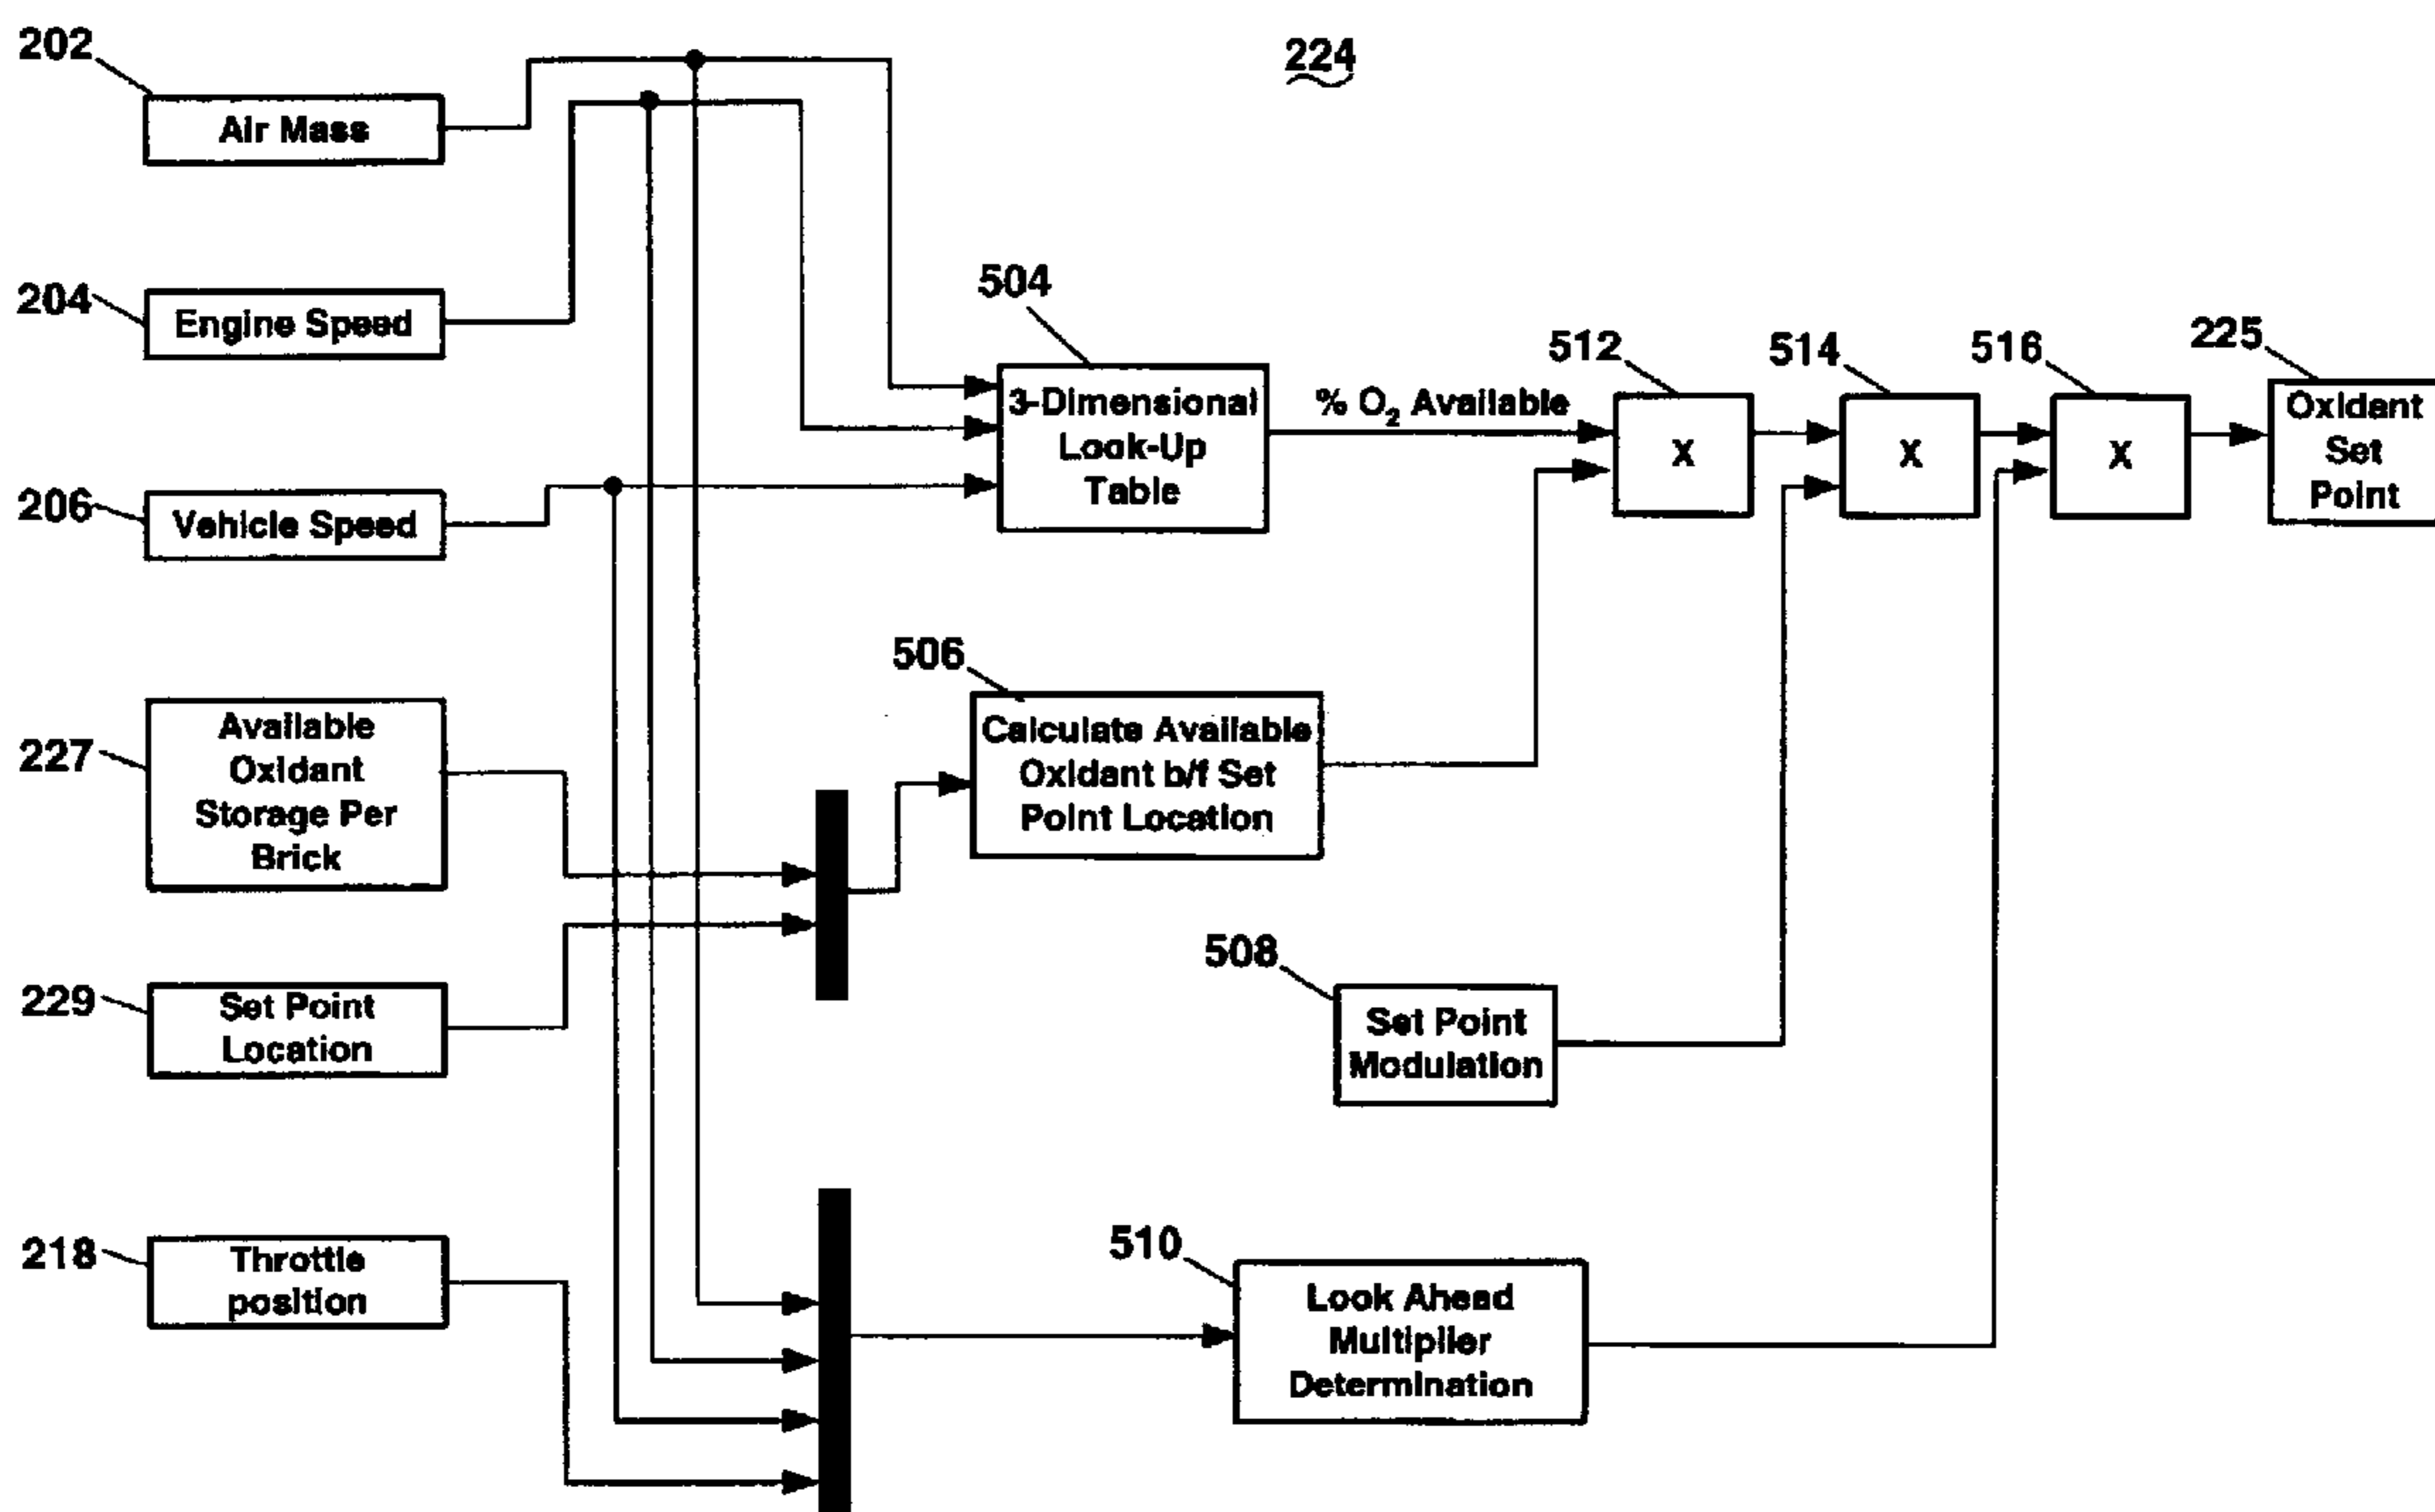 202
Air Mass
224
204
Engine Speed
504
3-Dimensional
Look-Up
Table
% O2 Available
512
X
514
X
516
X
225
Oxidant
Set
Point
206
Vehicle Speed
227
Available
Oxidant
Storage Per
Brick
506
Calculate Available
Oxidant b/f Set
Point Location
229
Set Point
Location
508
Set Point
Modulation
218
Throttle
position
510
Look Ahead
Multiplier
Determination